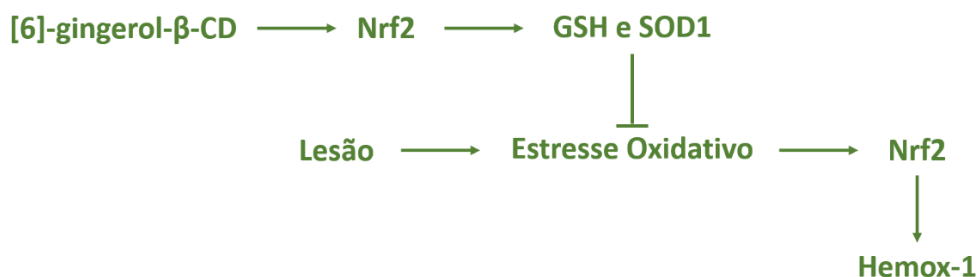 [6]-gingerol-β-CD Nrf2 GSH e SOD1
Lesão Estresse Oxidativo Nrf2
Hemox-1